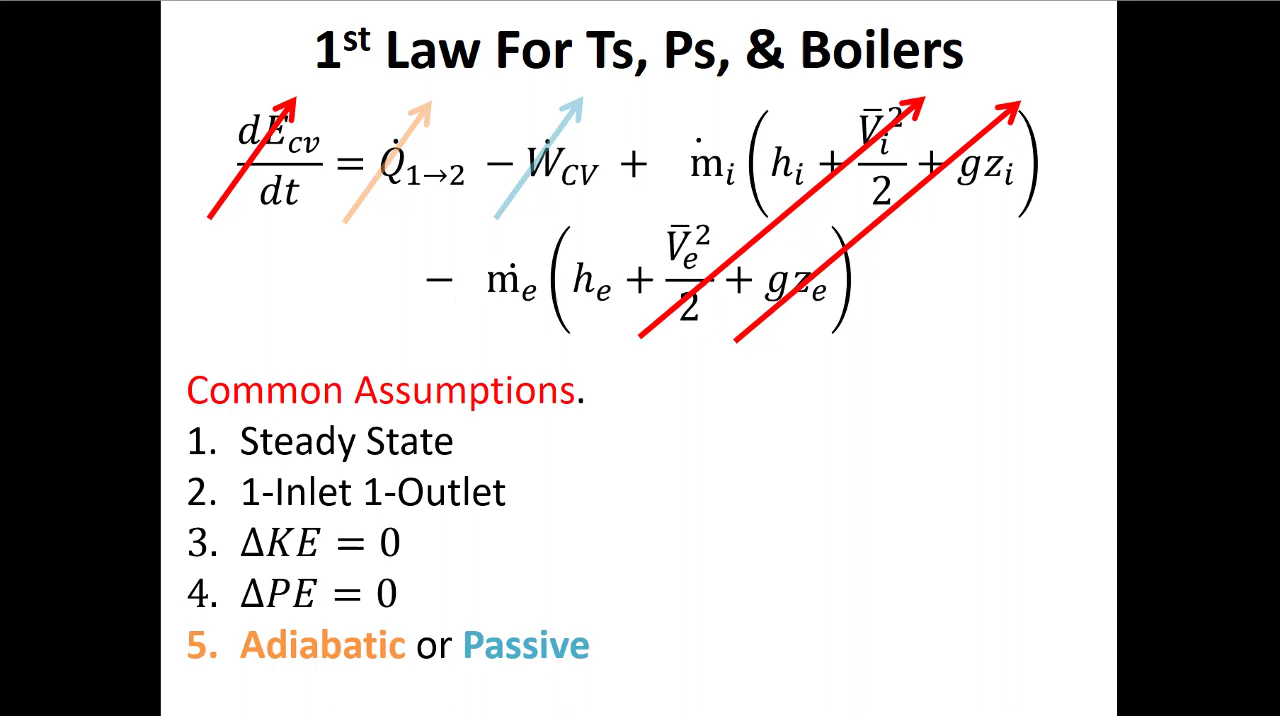 1st Law For Ts, Ps, & Boilers
dE_cv/dt = Q̇_1→2 − Ẇ_CV + ṁ_i (h_i + V̄_i²/2 + gz_i)
− ṁ_e (h_e + V̄_e²/2 + gz_e)
Common Assumptions.
1. Steady State
2. 1-Inlet 1-Outlet
3. ΔKE = 0
4. ΔPE = 0
5. Adiabatic or Passive